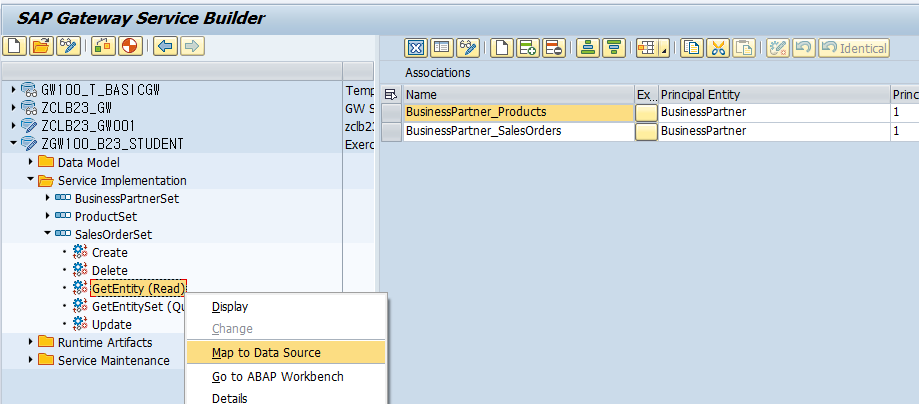 SAP Gateway Service Builder
Identical
Associations
Name Ex... Principal Entity Princ
BusinessPartner_Products BusinessPartner 1
BusinessPartner_SalesOrders BusinessPartner 1
GW100_T_BASICGW Temp
ZCLB23_GW GW S
ZCLB23_GW001 zclb23
ZGW100_B23_STUDENT Exerc
Data Model
Service Implementation
BusinessPartnerSet
ProductSet
SalesOrderSet
Create
Delete
GetEntity (Read)
GetEntitySet (Qu
Update
Runtime Artifacts
Service Maintenance
Display
Change
Map to Data Source
Go to ABAP Workbench
Details